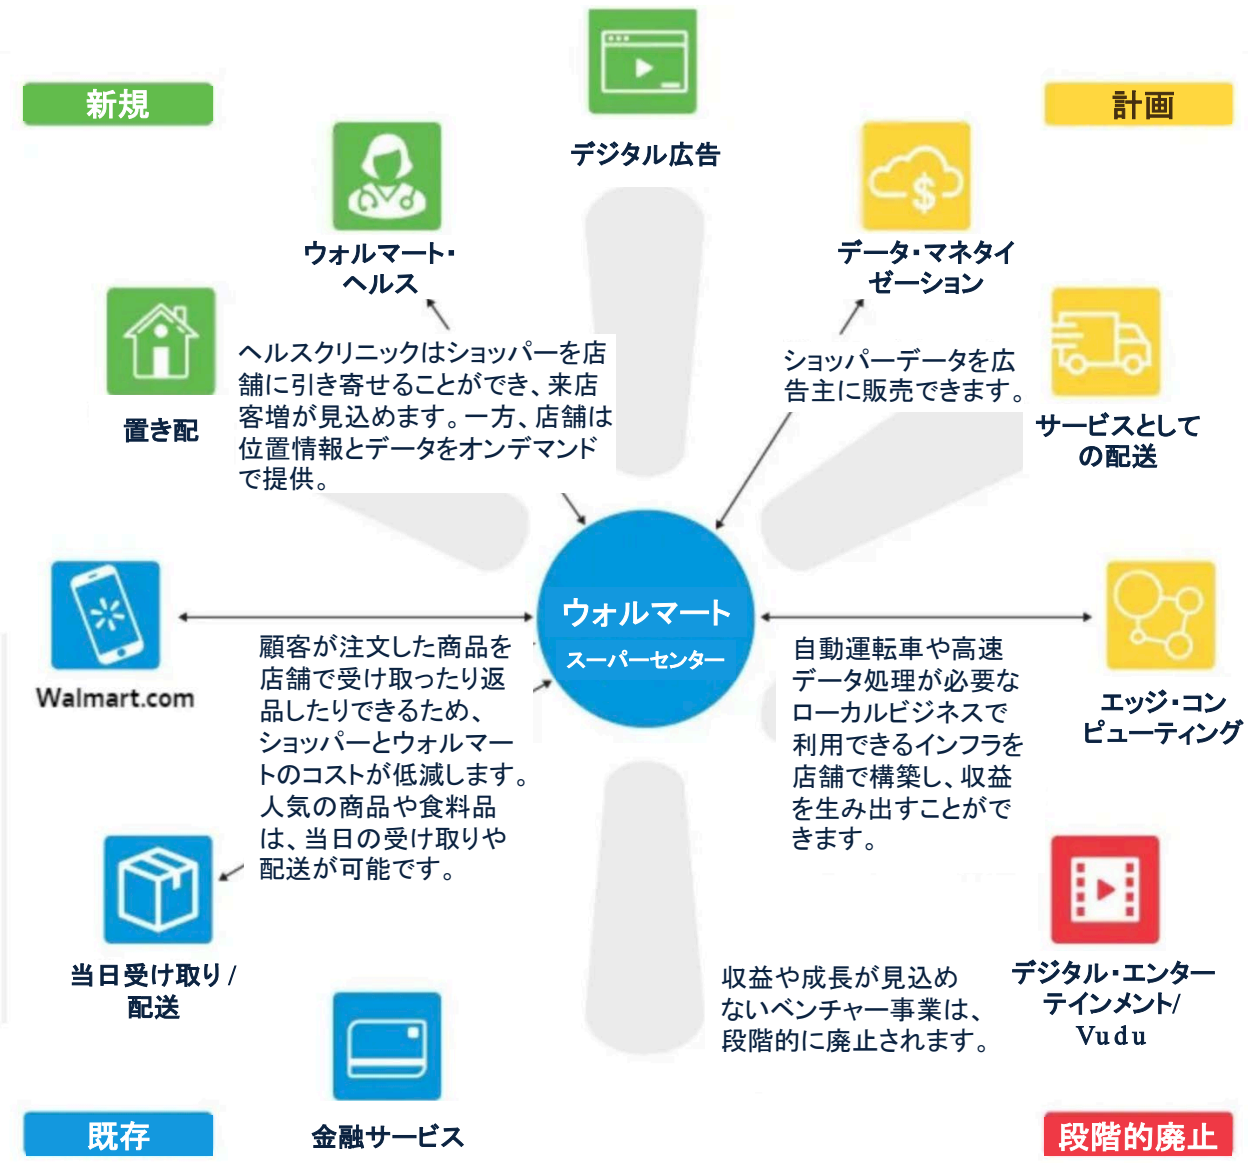 新規
計画
デジタル広告
ウォルマート・
ヘルス
データ・マネタイ
ゼーション
置き配
ヘルスクリニックはショッパーを店
舗に引き寄せることができ、来店
客増が見込めます。一方、店舗は
位置情報とデータをオンデマンド
で提供。
ショッパーデータを広
告主に販売できます。
サービスとして
の配送
ウォルマート
スーパーセンター
Walmart.com
顧客が注文した商品を
店舗で受け取ったり返
品したりできるため、
ショッパーとウォルマー
トのコストが低減します。
人気の商品や食料品
は、当日の受け取りや
配送が可能です。
自動運転車や高速
データ処理が必要な
ローカルビジネスで
利用できるインフラを
店舗で構築し、収益
を生み出すことがで
きます。
エッジ・コン
ピューティング
当日受け取り /
配送
収益や成長が見込め
ないベンチャー事業は、
段階的に廃止されます。
デジタル・エンター
テインメント/
Vudu
既存
金融サービス
段階的廃止